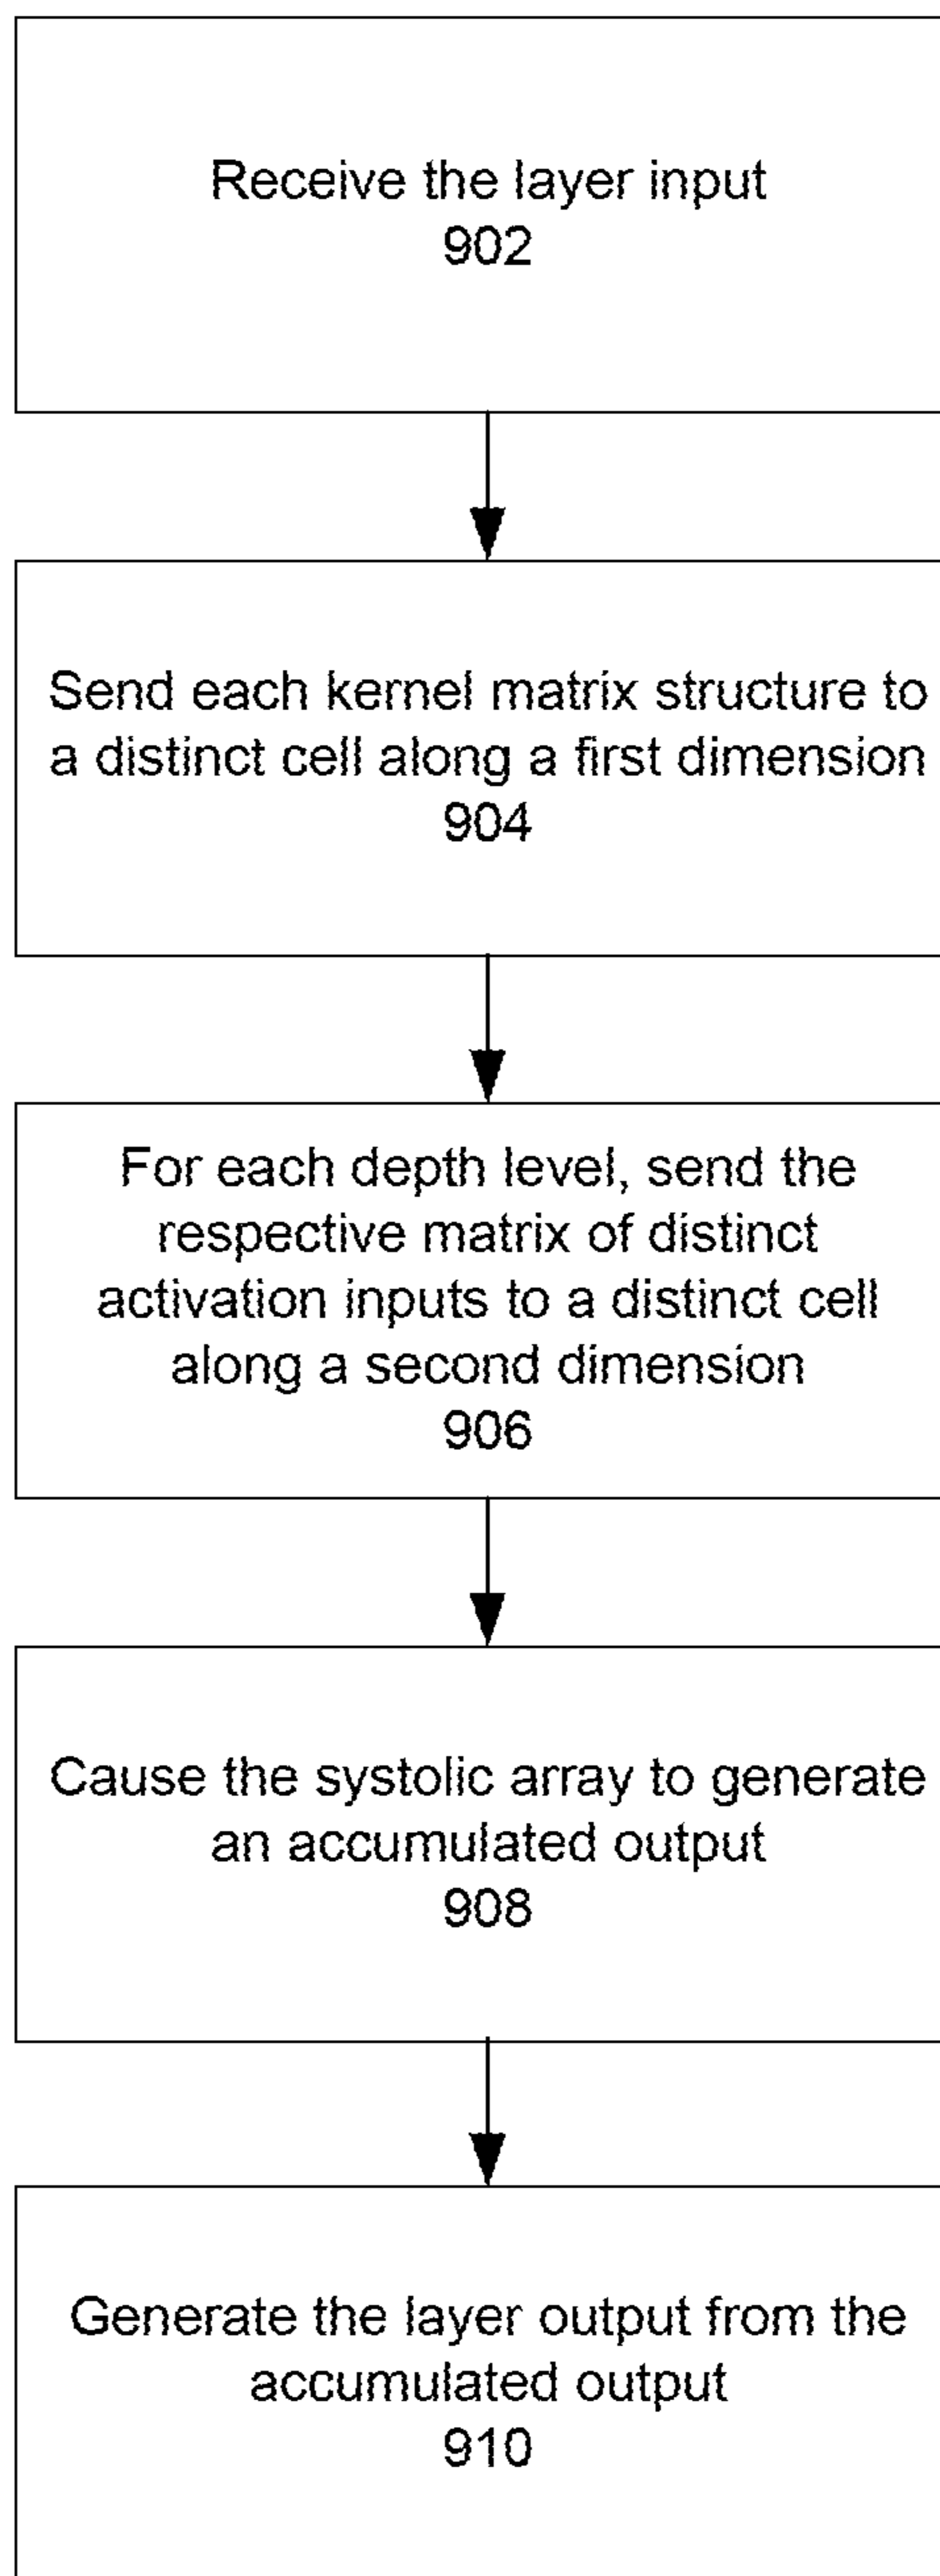 Receive the layer input
902
Send each kernel matrix structure to
a distinct cell along a first dimension
904
For each depth level, send the
respective matrix of distinct
activation inputs to a distinct cell
along a second dimension
906
Cause the systolic array to generate
an accumulated output
908
Generate the layer output from the
accumulated output
910